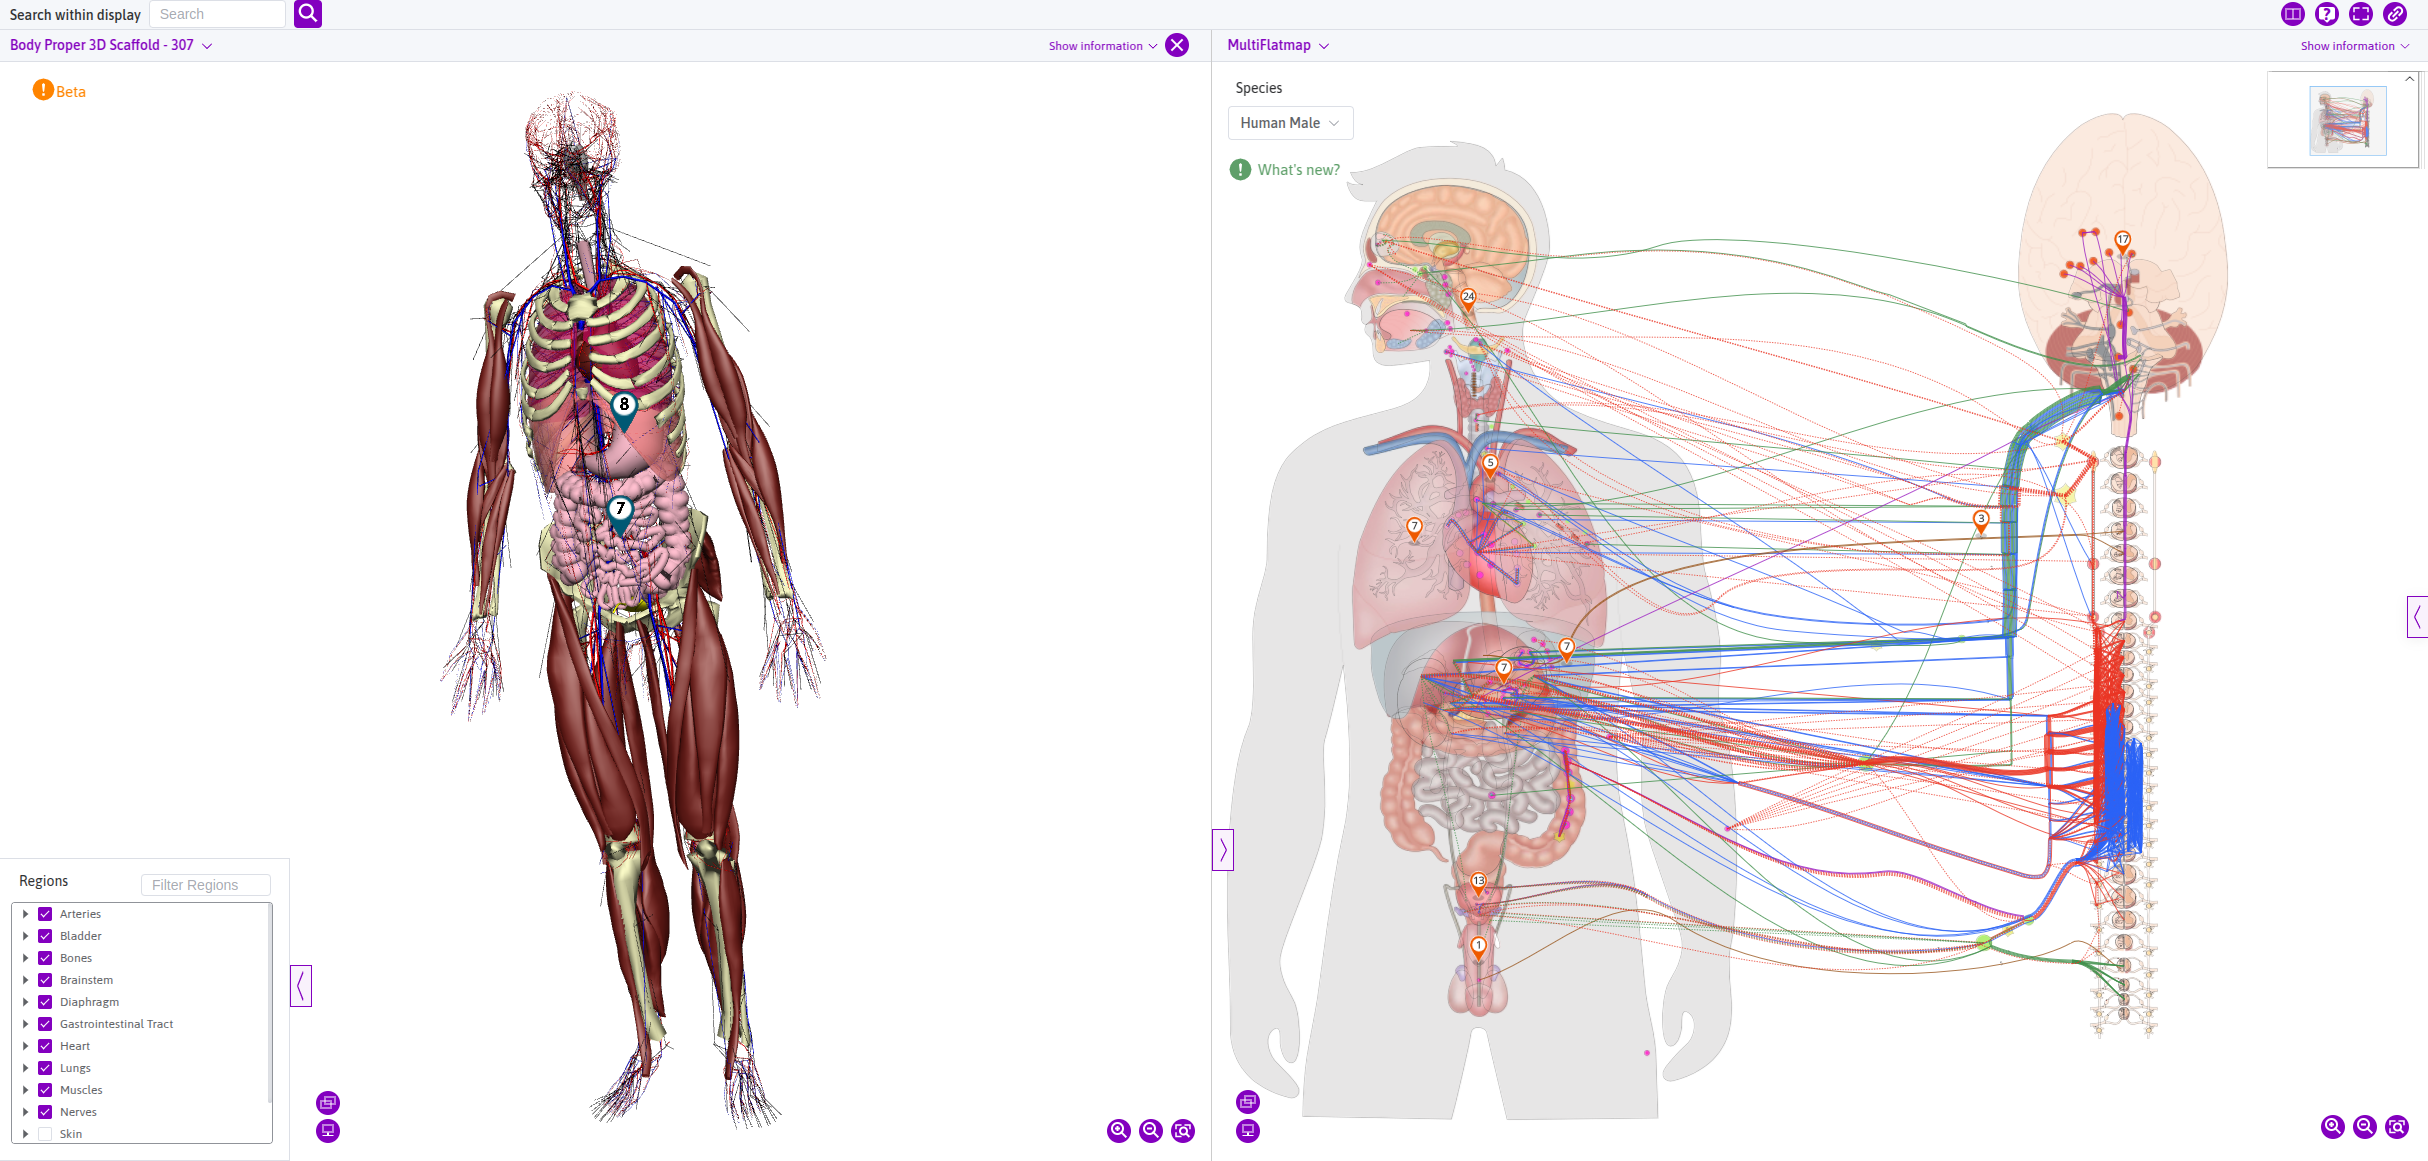 Search within display
Search
Body Proper 3D Scaffold - 307
Show information
MultiFlatmap
Show information
! Beta
Species
Human Male
! What's new?
17
24
8
5
7
3
7
7
7
13
1
Regions
Filter Regions
Arteries
Bladder
Bones
Brainstem
Diaphragm
Gastrointestinal Tract
Heart
Lungs
Muscles
Nerves
Skin